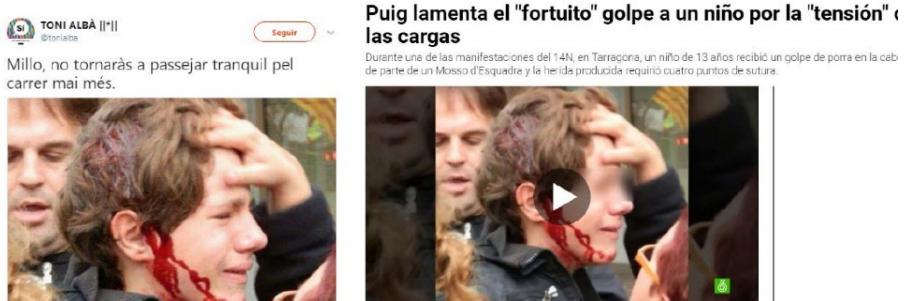 Sí
TONI ALBÀ ||*||
@tonialba
Seguir
Millo, no tornaràs a passejar tranquil pel
carrer mai més.
Puig lamenta el "fortuito" golpe a un niño por la "tensión"
las cargas
Durante una de las manifestaciones del 14N, en Tarragona, un niño de 13 años recibió un golpe de porra en la
de parte de un Mosso d'Esquadra y la herida producida requirió cuatro puntos de sutura.
6